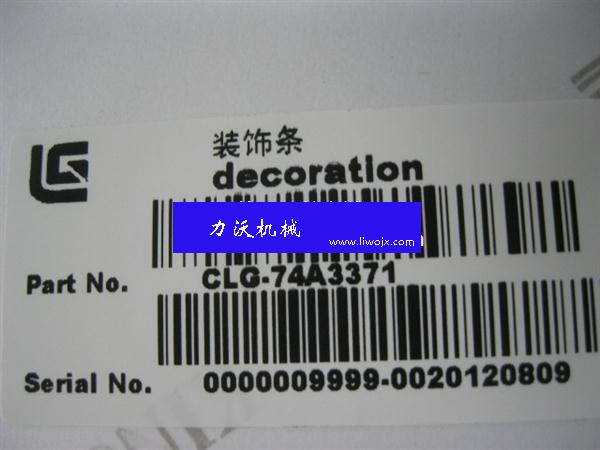 装饰条
decoration
力沃机械
www.liwojx.com
Part No. CLG-74A3371
Serial No. 0000009999-0020120809